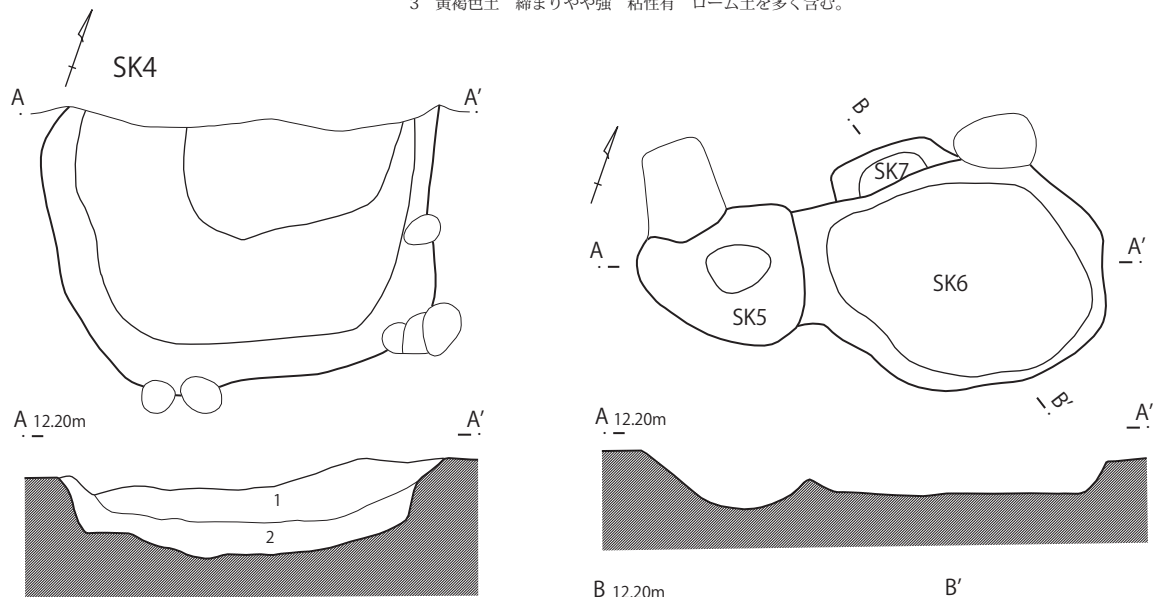 3 黄褐色土 締まりやや強 粘性有 ローム土を多く含む。
SK4
A A'
B
SK7
A A'
SK6
SK5
B'
A 12.20m A'
1
2
A 12.20m A'
B 12.20m B'